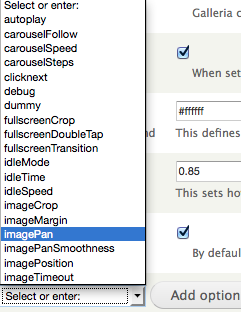 Select or enter:
autoplay
carouselFollow
carouselSpeed
carouselSteps
clicknext
debug
dummy
fullscreenCrop
fullscreenDoubleTap
fullscreenTransition
idleMode
idleTime
idleSpeed
imageCrop
imageMargin
imagePan
imagePanSmoothness
imagePosition
imageTimeout
Select or enter:
Galleria c
When set
#ffffff
nd This defines
0.85
This sets ho
By defaul
Add option